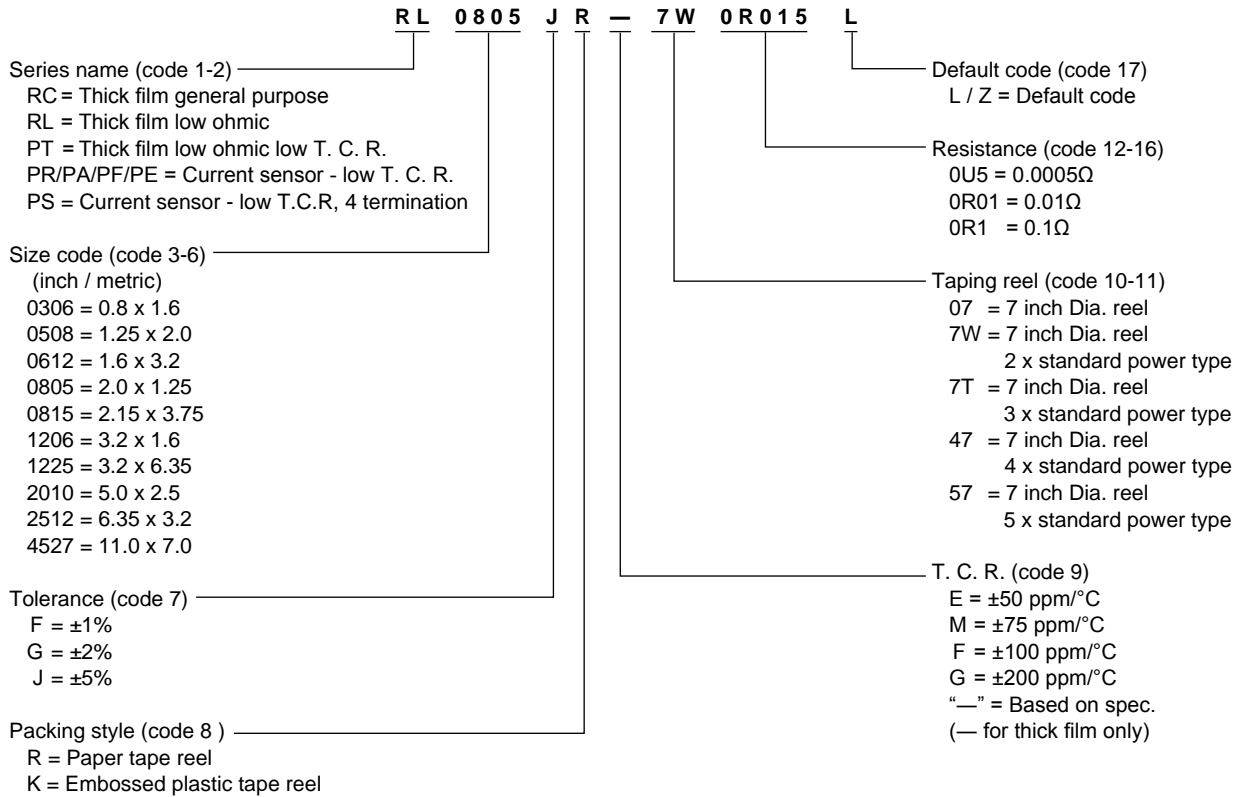 RL 0805 J R — 7W 0R015 L
Series name (code 1-2)
RC = Thick film general purpose
RL = Thick film low ohmic
PT = Thick film low ohmic low T. C. R.
PR/PA/PF/PE = Current sensor - low T. C. R.
PS = Current sensor - low T.C.R, 4 termination
Size code (code 3-6)
(inch / metric)
0306 = 0.8 x 1.6
0508 = 1.25 x 2.0
0612 = 1.6 x 3.2
0805 = 2.0 x 1.25
0815 = 2.15 x 3.75
1206 = 3.2 x 1.6
1225 = 3.2 x 6.35
2010 = 5.0 x 2.5
2512 = 6.35 x 3.2
4527 = 11.0 x 7.0
Tolerance (code 7)
F = ±1%
G = ±2%
J = ±5%
Packing style (code 8 )
R = Paper tape reel
K = Embossed plastic tape reel
Default code (code 17)
L / Z = Default code
Resistance (code 12-16)
0U5 = 0.0005Ω
0R01 = 0.01Ω
0R1 = 0.1Ω
Taping reel (code 10-11)
07 = 7 inch Dia. reel
7W = 7 inch Dia. reel
2 x standard power type
7T = 7 inch Dia. reel
3 x standard power type
47 = 7 inch Dia. reel
4 x standard power type
57 = 7 inch Dia. reel
5 x standard power type
T. C. R. (code 9)
E = ±50 ppm/°C
M = ±75 ppm/°C
F = ±100 ppm/°C
G = ±200 ppm/°C
“—” = Based on spec.
(— for thick film only)